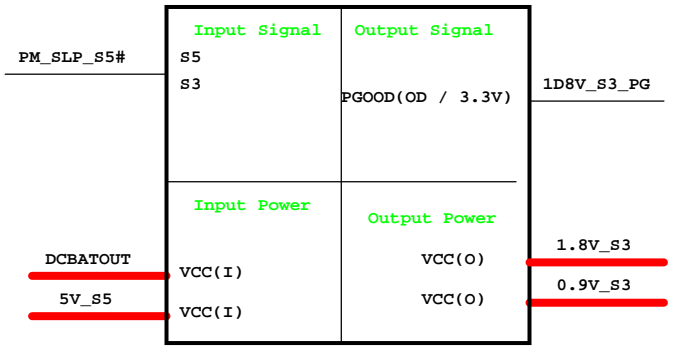 Input Signal
Output Signal
PM_SLP_S5#
S5
S3
1D8V_S3_PG
PGOOD(OD / 3.3V)
Input Power
Output Power
DCBATOUT
VCC(I)
VCC(O)
1.8V_S3
5V_S5
VCC(I)
VCC(O)
0.9V_S3